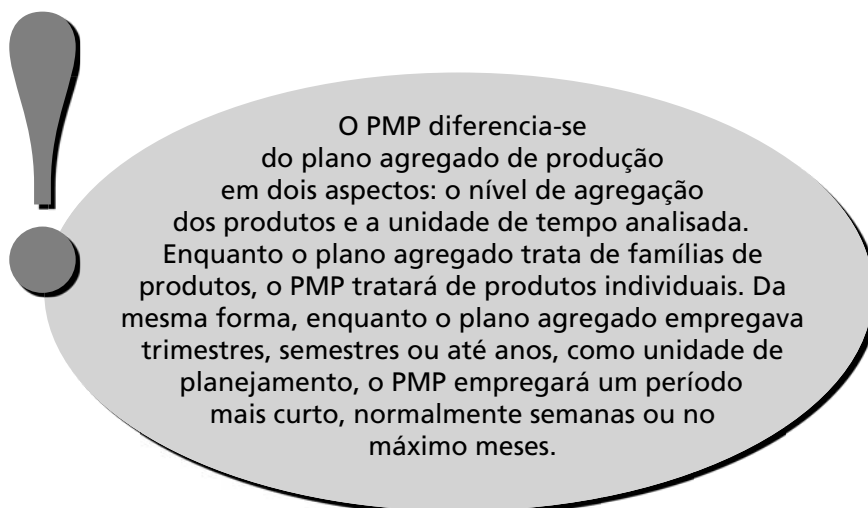 O PMP diferencia-se
do plano agregado de produção
em dois aspectos: o nível de agregação
dos produtos e a unidade de tempo analisada.
Enquanto o plano agregado trata de famílias de
produtos, o PMP tratará de produtos individuais. Da
mesma forma, enquanto o plano agregado empregava
trimestres, semestres ou até anos, como unidade de
planejamento, o PMP empregará um período
mais curto, normalmente semanas ou no
máximo meses.